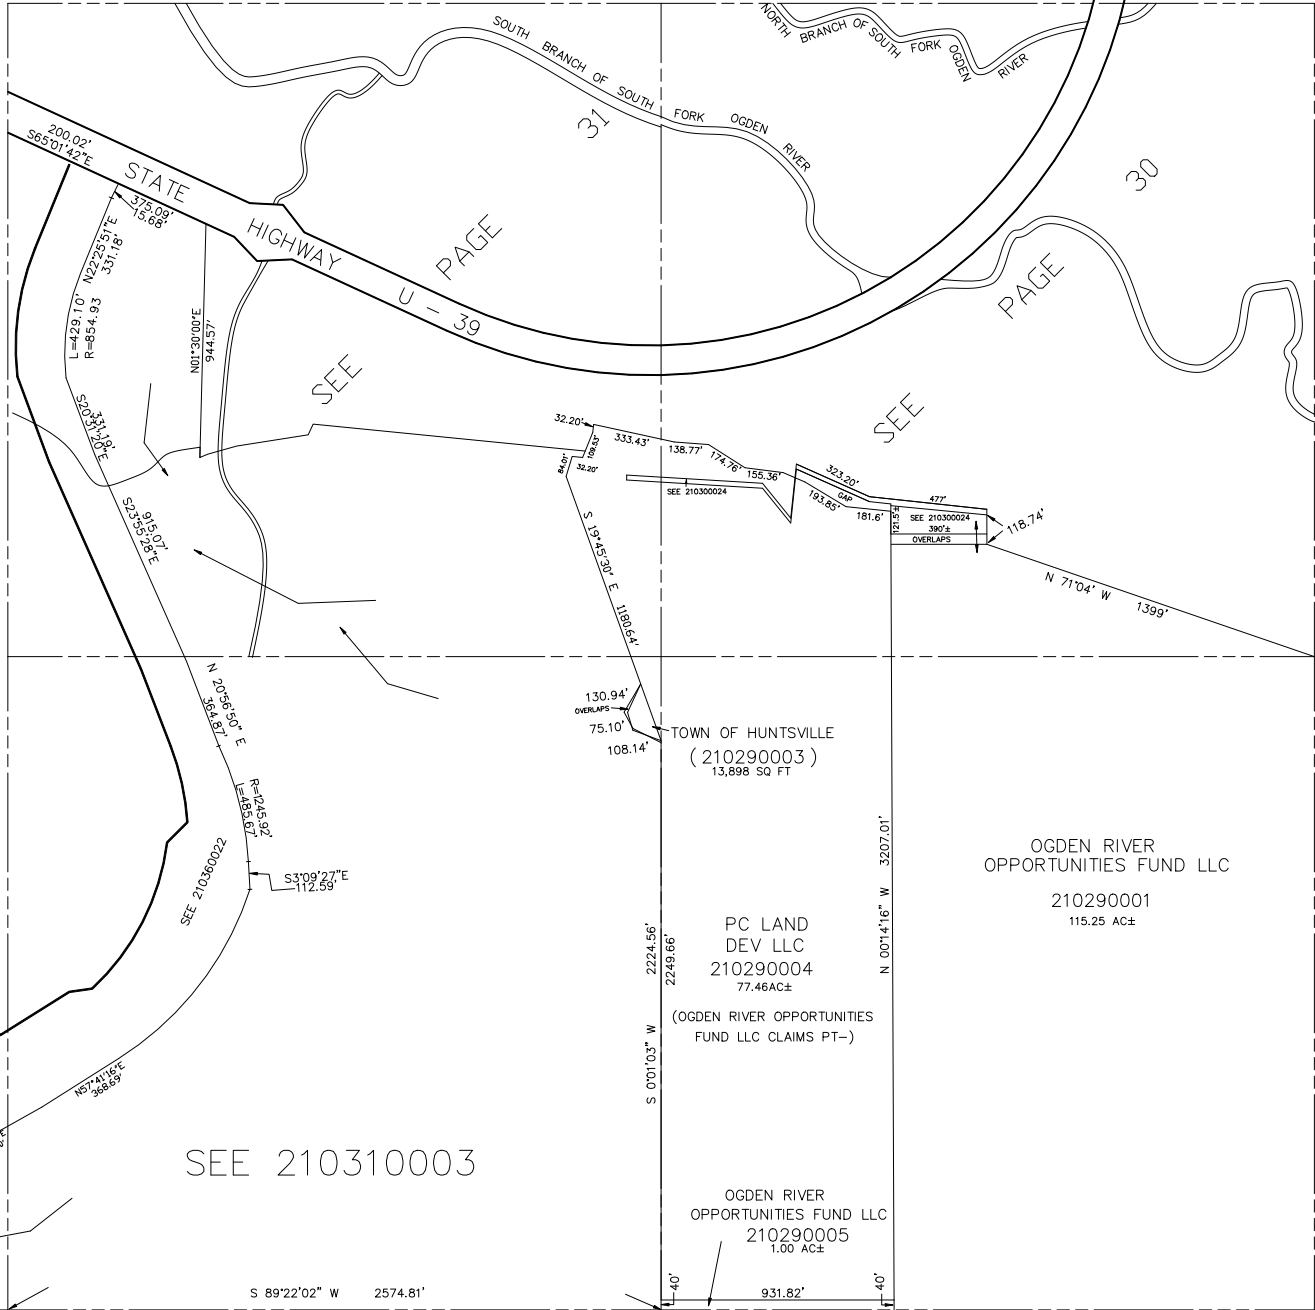 SOUTH BRANCH OF SOUTH FORK OGDEN RIVER
NORTH BRANCH OF SOUTH FORK OGDEN RIVER
200.02'
S65°01'42"E
STATE HIGHWAY U - 39
SEE PAGE 31
SEE PAGE 30
375.09'
15.68'
N22°25'51"E
331.18'
L=429.10'
R=854.93
N01°30'00"E
944.57'
331.19'
S20°31'20"E
915.07'
S23°55'28"E
32.20'
109.53'
84.01'
32.20'
333.43'
138.77'
174.76'
155.36'
SEE 210300024
323.20'
GAP
193.85'
181.6'
477'
121.5'±
SEE 210300024
390'±
OVERLAPS
118.74'
N 71°04' W 1399'
S 19°45'30" E 1180.64'
N 20°56'50" E
364.87'
130.94'
OVERLAPS
75.10'
108.14'
TOWN OF HUNTSVILLE
( 210290003 )
13,898 SQ FT
R=1245.92'
L=485.67'
S3°09'27"E
112.59'
SEE 210360022
S 0°01'03" W 2224.56'
2249.66'
PC LAND
DEV LLC
210290004
77.46AC±
(OGDEN RIVER OPPORTUNITIES
FUND LLC CLAIMS PT-)
N 00°14'16" W 3207.01'
OGDEN RIVER
OPPORTUNITIES FUND LLC
210290001
115.25 AC±
N57°41'16"E
368.69'
SEE 210310003
OGDEN RIVER
OPPORTUNITIES FUND LLC
210290005
1.00 AC±
S 89°22'02" W 2574.81'
40'
931.82'
40'